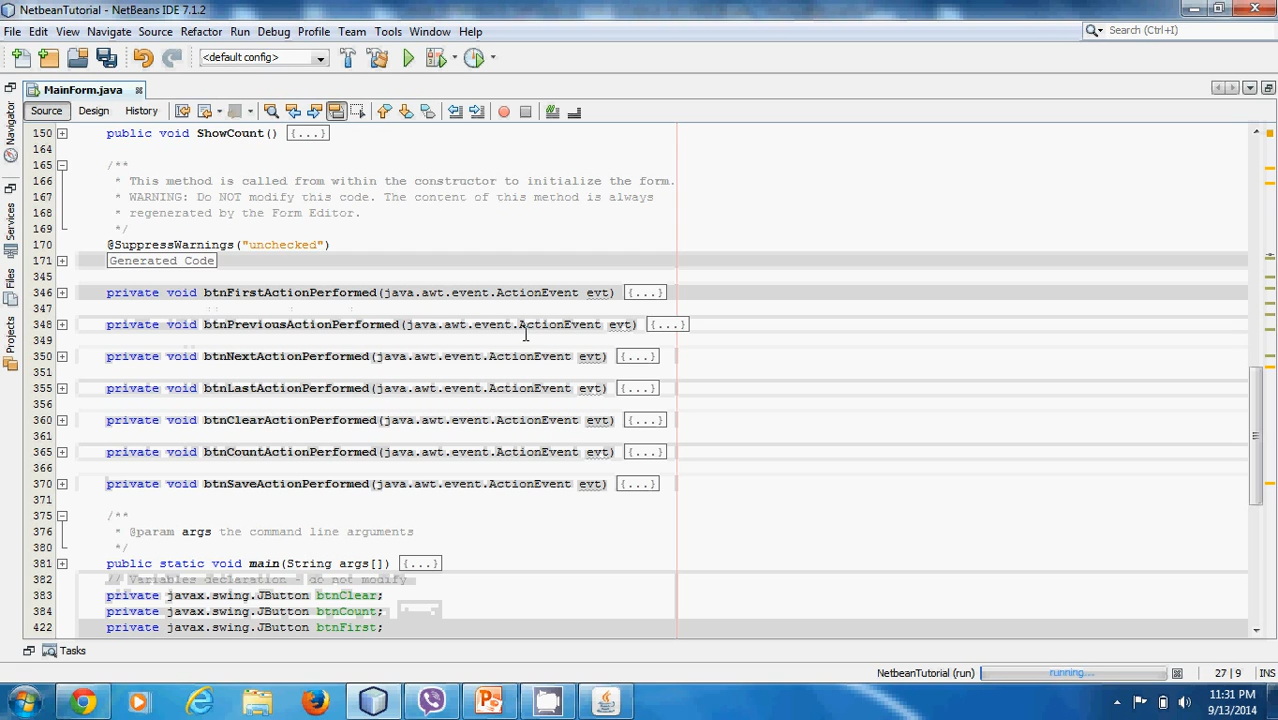 NetbeanTutorial - NetBeans IDE 7.1.2
File Edit View Navigate Source Refactor Run Debug Profile Team Tools Window Help
Search (Ctrl+I)
<default config>
MainForm.java
Source Design History
Navigator
Services
Files
Projects
150 public void ShowCount() {...}
164
165 /**
166 * This method is called from within the constructor to initialize the form.
167 * WARNING: Do NOT modify this code. The content of this method is always
168 * regenerated by the Form Editor.
169 */
170 @SuppressWarnings("unchecked")
171 Generated Code
345
346 private void btnFirstActionPerformed(java.awt.event.ActionEvent evt) {...}
347
348 private void btnPreviousActionPerformed(java.awt.event.ActionEvent evt) {...}
349
350 private void btnNextActionPerformed(java.awt.event.ActionEvent evt) {...}
351
355 private void btnLastActionPerformed(java.awt.event.ActionEvent evt) {...}
356
360 private void btnClearActionPerformed(java.awt.event.ActionEvent evt) {...}
361
365 private void btnCountActionPerformed(java.awt.event.ActionEvent evt) {...}
366
370 private void btnSaveActionPerformed(java.awt.event.ActionEvent evt) {...}
371
375 /**
376 * @param args the command line arguments
380 */
381 public static void main(String args[]) {...}
382 // Variables declaration - do not modify
383 private javax.swing.JButton btnClear;
384 private javax.swing.JButton btnCount;
422 private javax.swing.JButton btnFirst;
Tasks
NetbeanTutorial (run) running... 27 | 9 INS
11:31 PM
9/13/2014